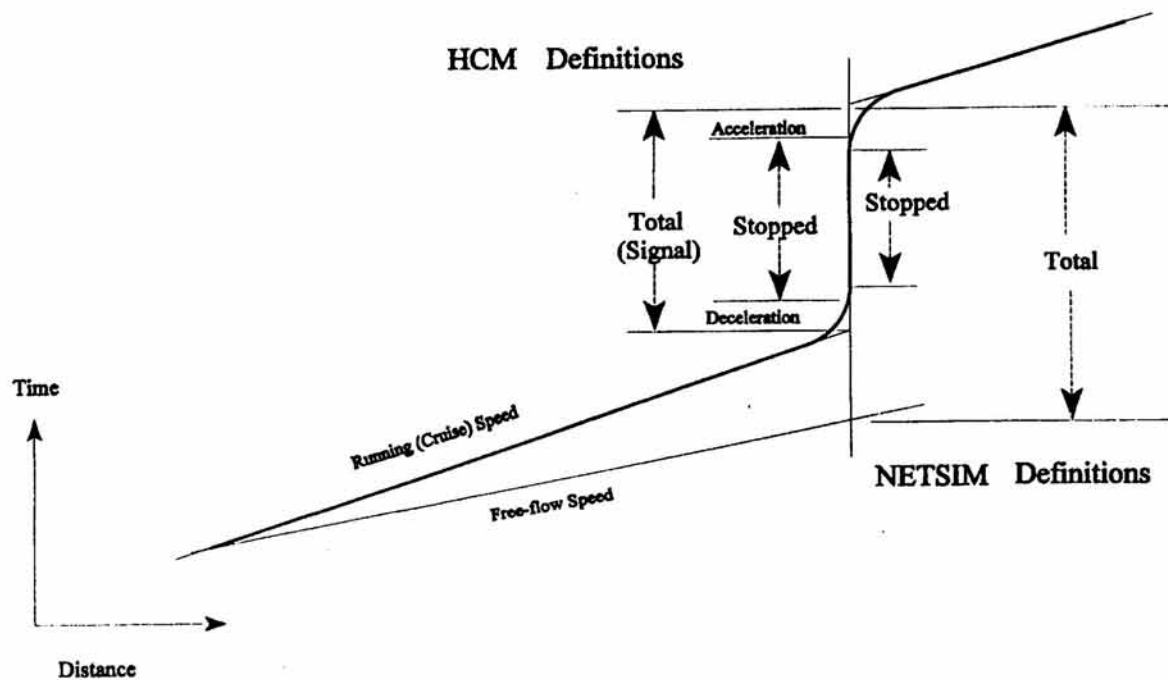 HCM Definitions
Acceleration
Total
(Signal)
Stopped
Stopped
Total
Deceleration
Time
Running (Cruise) Speed
Free-flow Speed
NETSIM Definitions
Distance